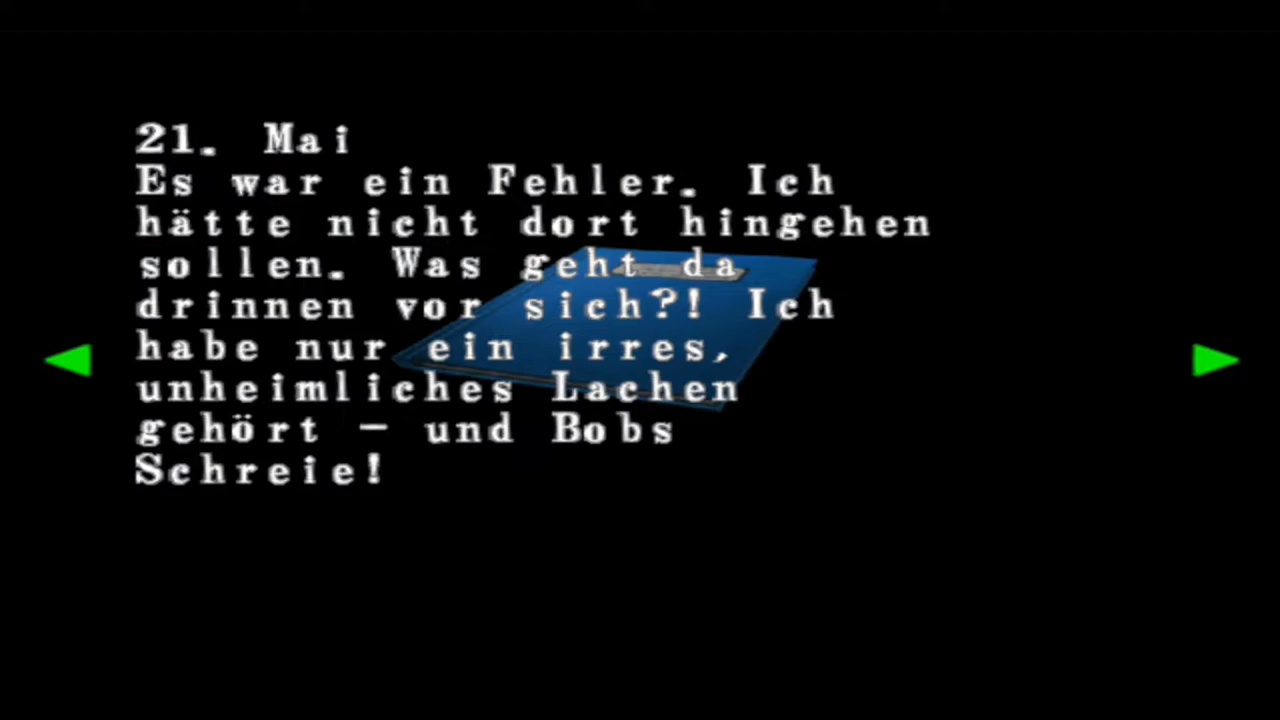 21. Mai
Es war ein Fehler. Ich
hätte nicht dort hingehen
sollen. Was geht da
drinnen vor sich?! Ich
habe nur ein irres,
unheimliches Lachen
gehört – und Bobs
Schreie!